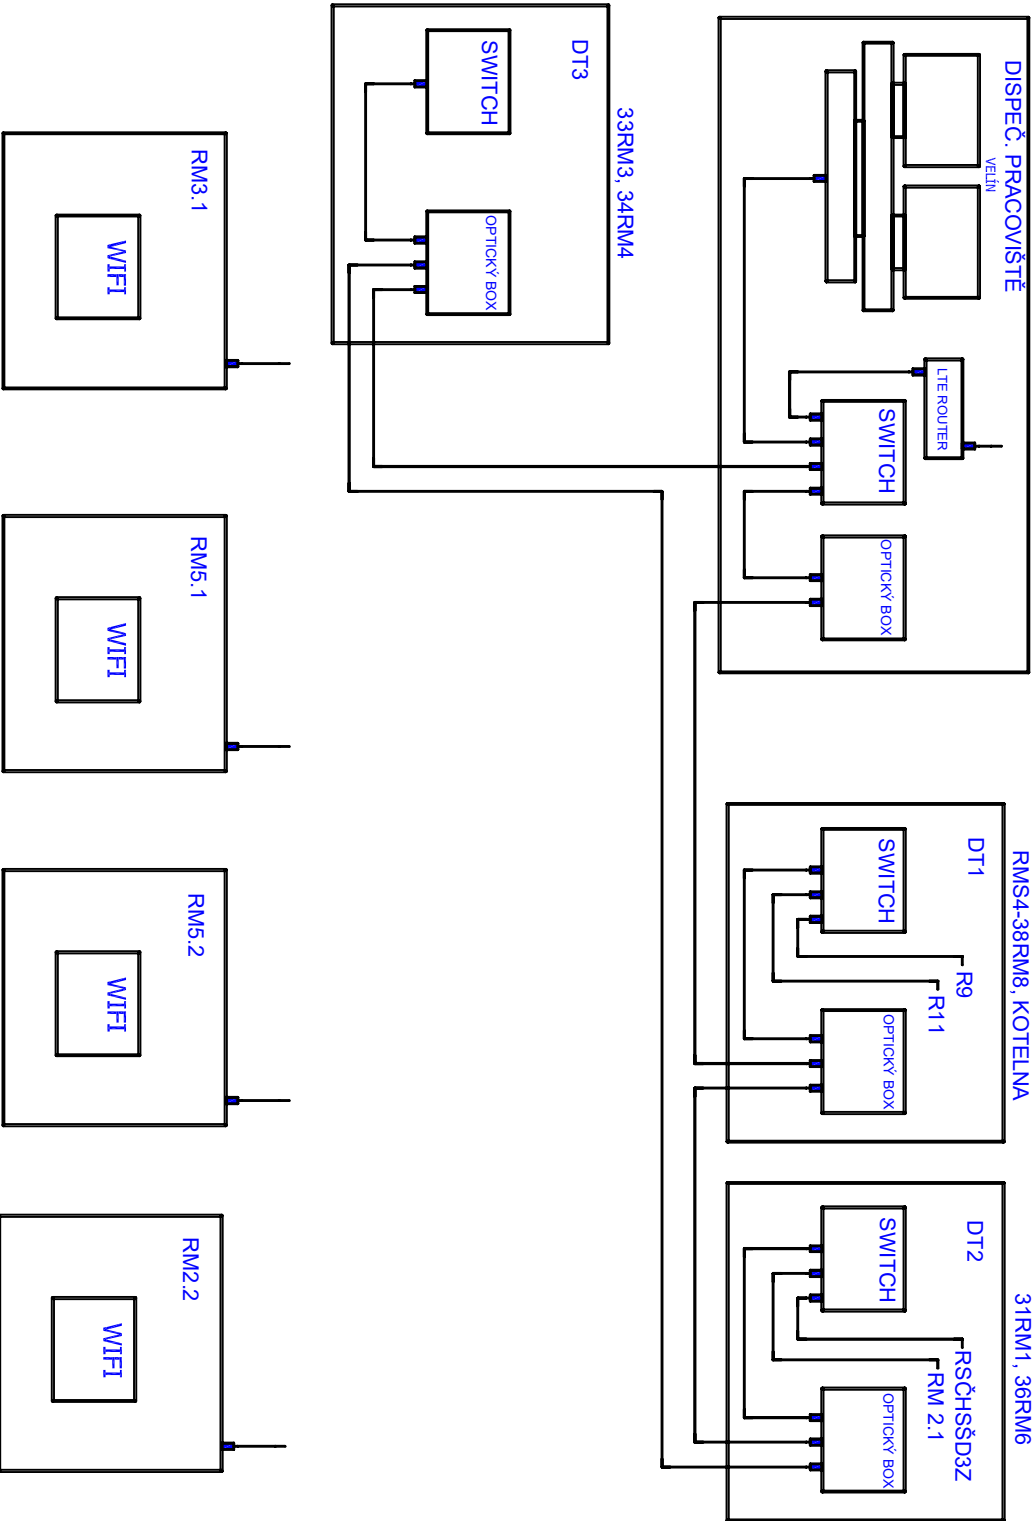 DISPEČ. PRACOVIŠTĚ
VELÍN
LTE ROUTER
SWITCH
OPTICKÝ BOX
RMS4-38RM8, KOTELNA
DT1
SWITCH
R9
R11
OPTICKÝ BOX
31RM1, 36RM6
DT2
SWITCH
RSČHSŠD3Z
RM 2.1
OPTICKÝ BOX
33RM3, 34RM4
DT3
SWITCH
OPTICKÝ BOX
RM3.1
WIFI
RM5.1
WIFI
RM5.2
WIFI
RM2.2
WIFI